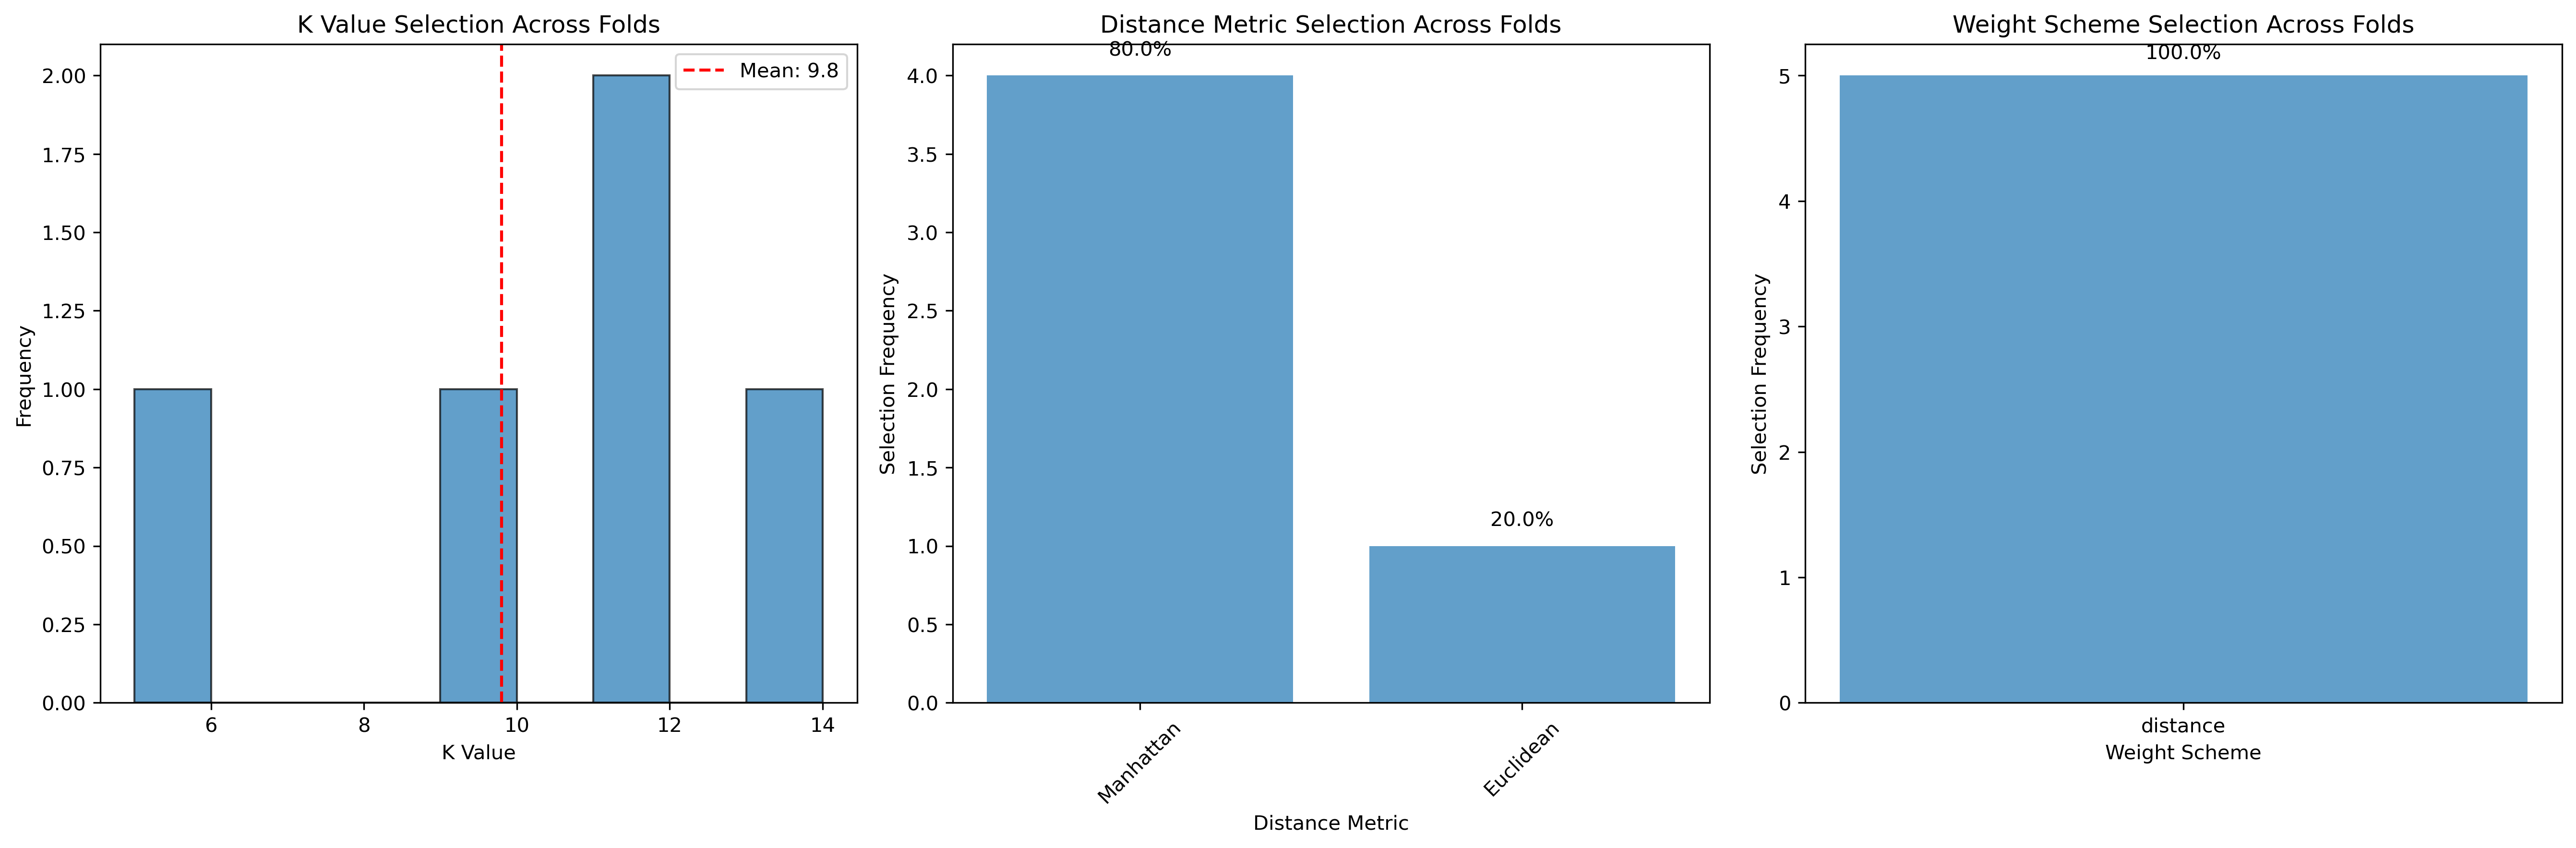 K Value Selection Across Folds
Mean: 9.8
2.00
1.75
1.50
1.25
1.00
0.75
0.50
0.25
0.00
Frequency
6 8 10 12 14
K Value
Distance Metric Selection Across Folds
80.0%
20.0%
4.0
3.5
3.0
2.5
2.0
1.5
1.0
0.5
0.0
Selection Frequency
Manhattan
Euclidean
Distance Metric
Weight Scheme Selection Across Folds
100.0%
5
4
3
2
1
0
Selection Frequency
distance
Weight Scheme